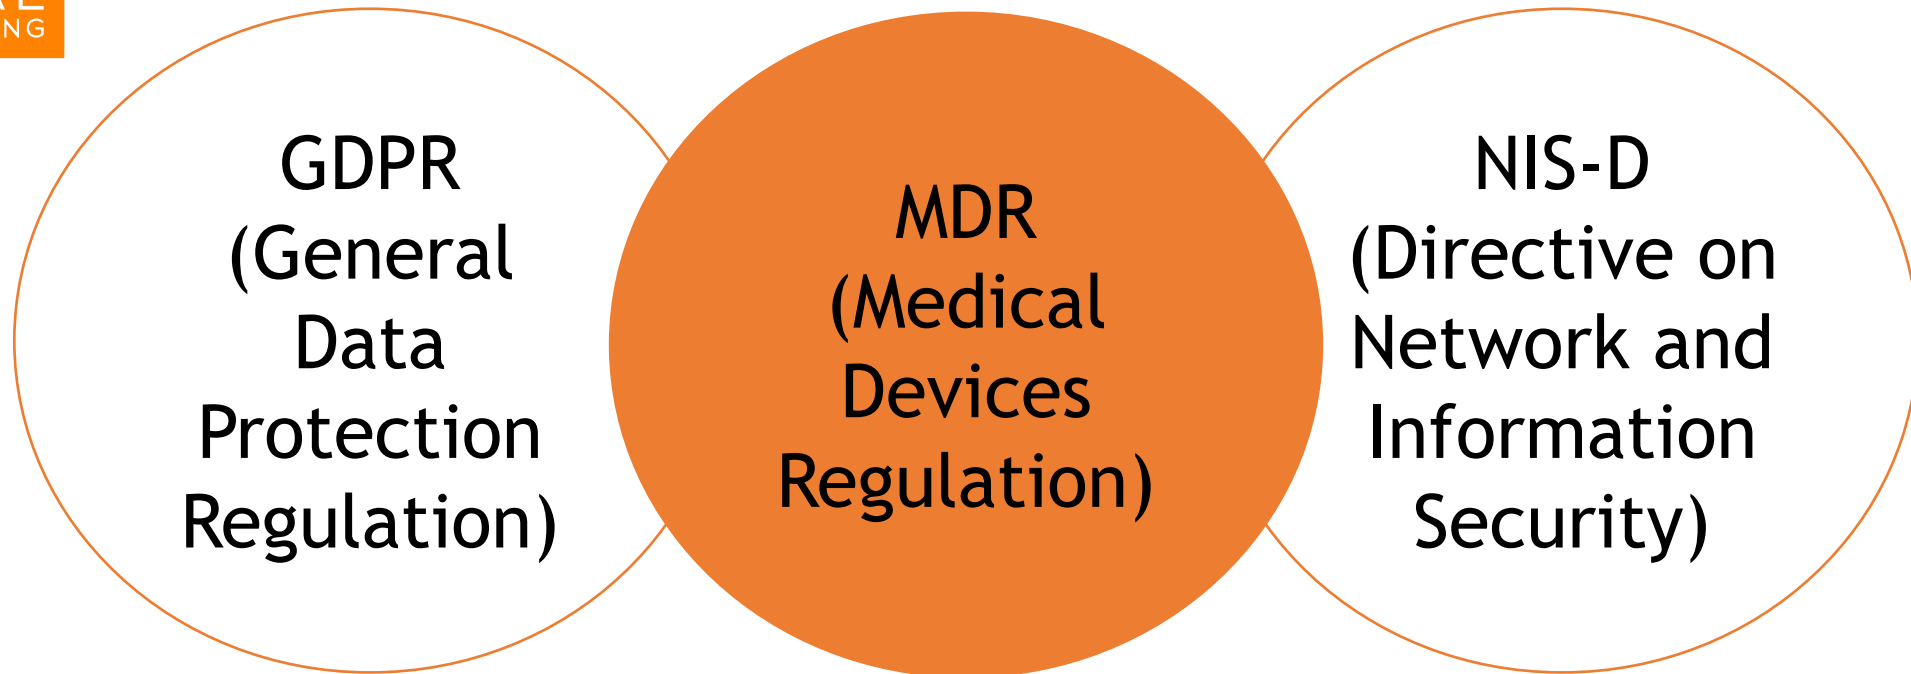 NG
GDPR
(General
Data
Protection
Regulation)
MDR
(Medical
Devices
Regulation)
NIS-D
(Directive on
Network and
Information
Security)